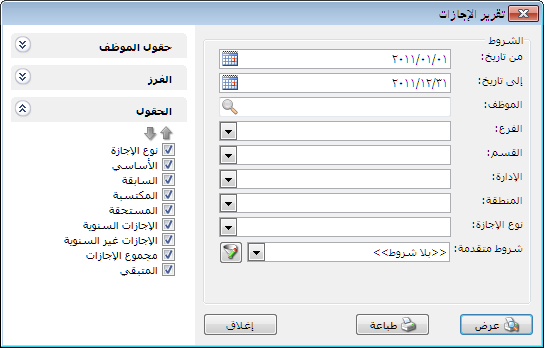 تقرير الإجازات
الشروط
من تاريخ: ٢٠١١/٠١/٠١
إلى تاريخ: ٢٠١١/١٢/٣١
الموظف:
الفرع:
القسم:
الإدارة:
المنطقة:
نوع الإجازة:
شروط متقدمة: <<بلا شروط>>
عرض
طباعة
إغلاق
حقول الموظف
الفرز
الحقول
نوع الإجازة
الأساسي
السابقة
المكتسبة
المستحقة
الإجازات السنوية
الإجازات غير السنوية
مجموع الإجازات
المتبقي